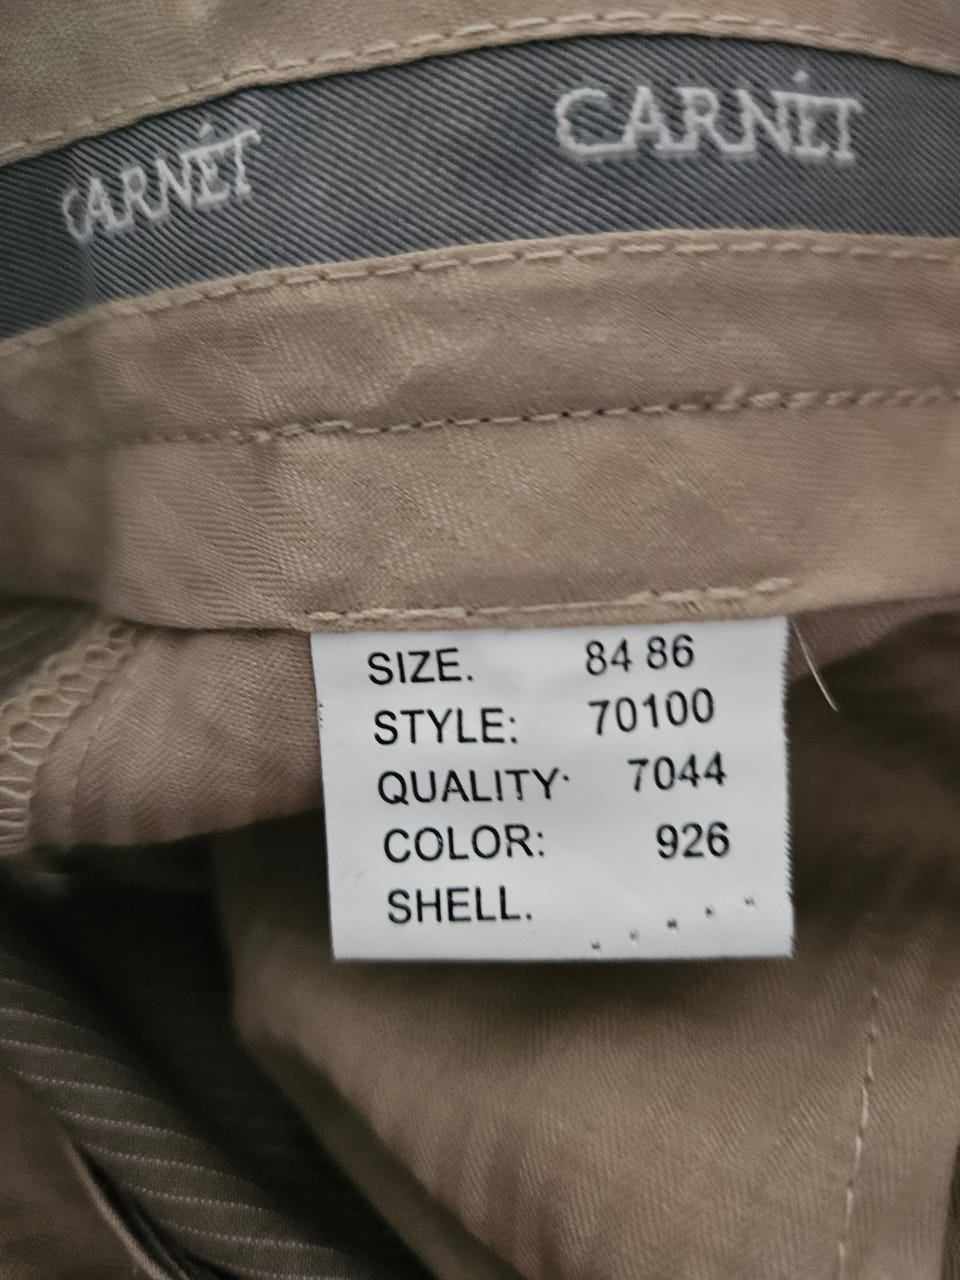 CARNÉT CARNÉT
SIZE. 84 86
STYLE: 70100
QUALITY· 7044
COLOR: 926
SHELL.